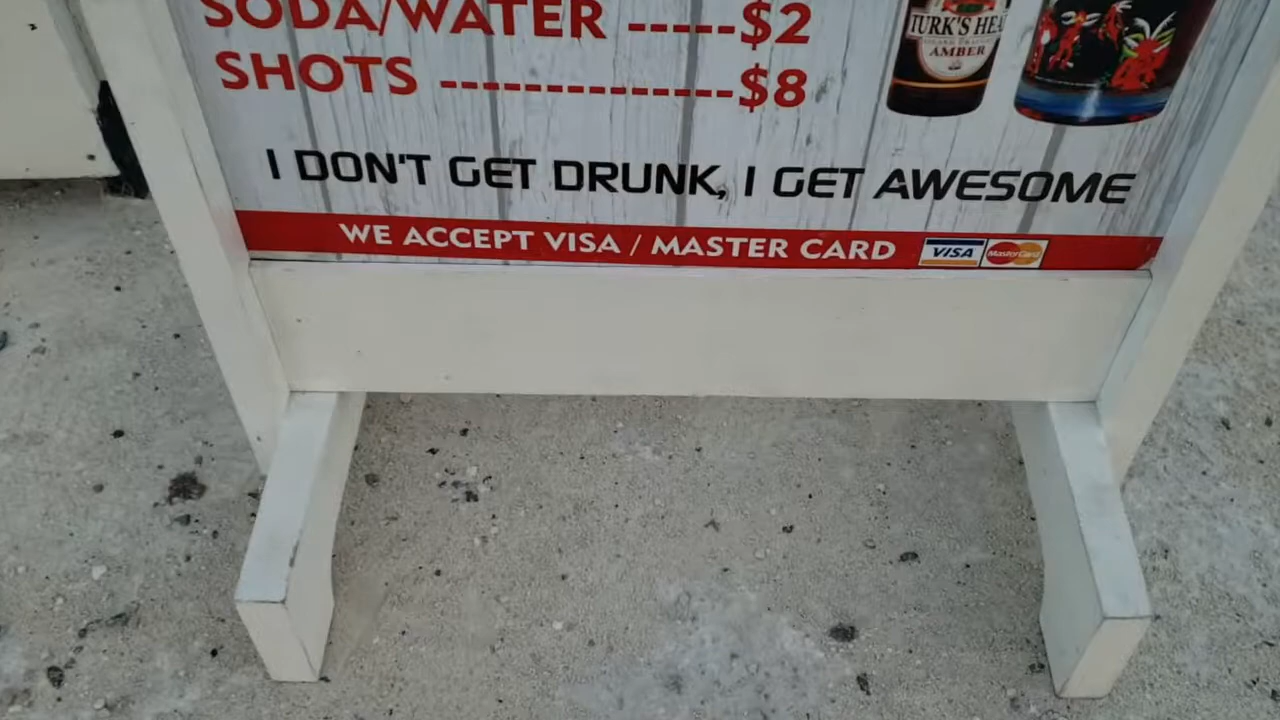 SODA/WATER -----$2
SHOTS --------------$8
TURK'S HEA
AMBER
I DON'T GET DRUNK, I GET AWESOME
WE ACCEPT VISA / MASTER CARD
VISA
MasterCard